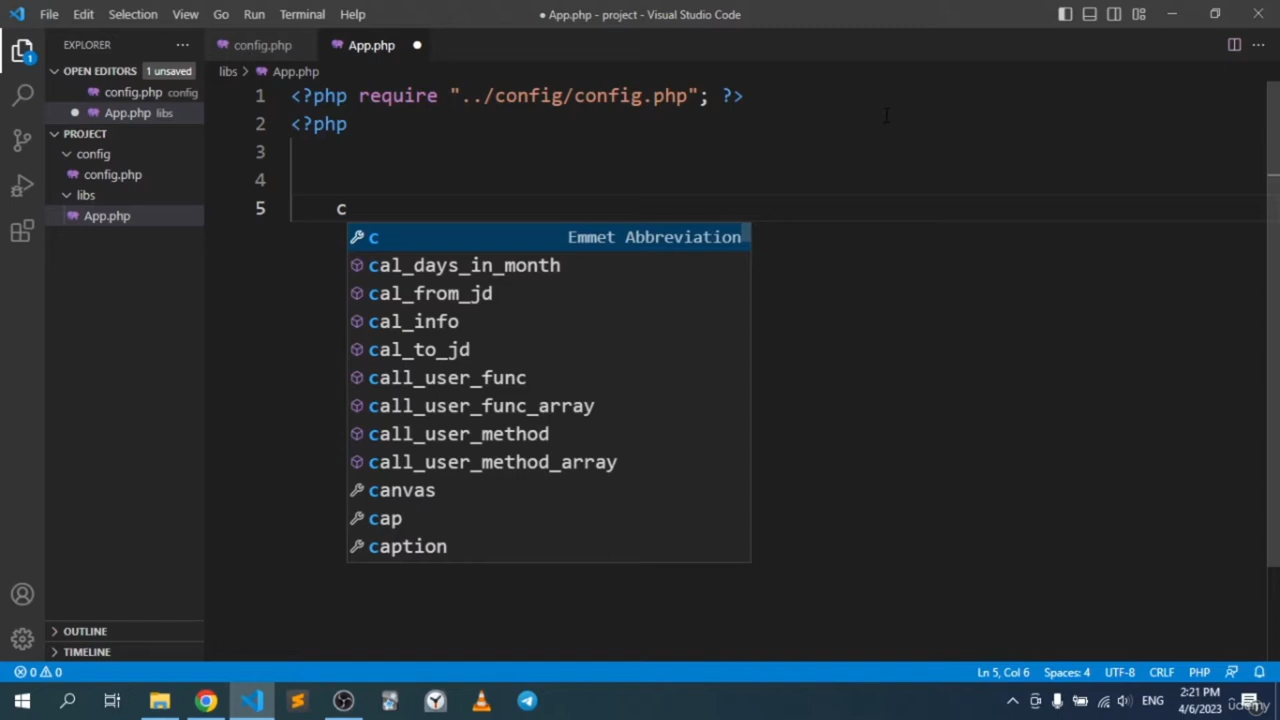 File Edit Selection View Go Run Terminal Help
● App.php - project - Visual Studio Code
EXPLORER
OPEN EDITORS 1 unsaved
config.php config
App.php libs
PROJECT
config
config.php
libs
App.php
OUTLINE
TIMELINE
1
config.php App.php
libs > App.php
1 <?php require "../config/config.php"; ?>
2 <?php
3
4
5 c
c Emmet Abbreviation
cal_days_in_month
cal_from_jd
cal_info
cal_to_jd
call_user_func
call_user_func_array
call_user_method
call_user_method_array
canvas
cap
caption
0 0 Ln 5, Col 6 Spaces: 4 UTF-8 CRLF PHP
ENG 2:21 PM
4/6/2023
udemy